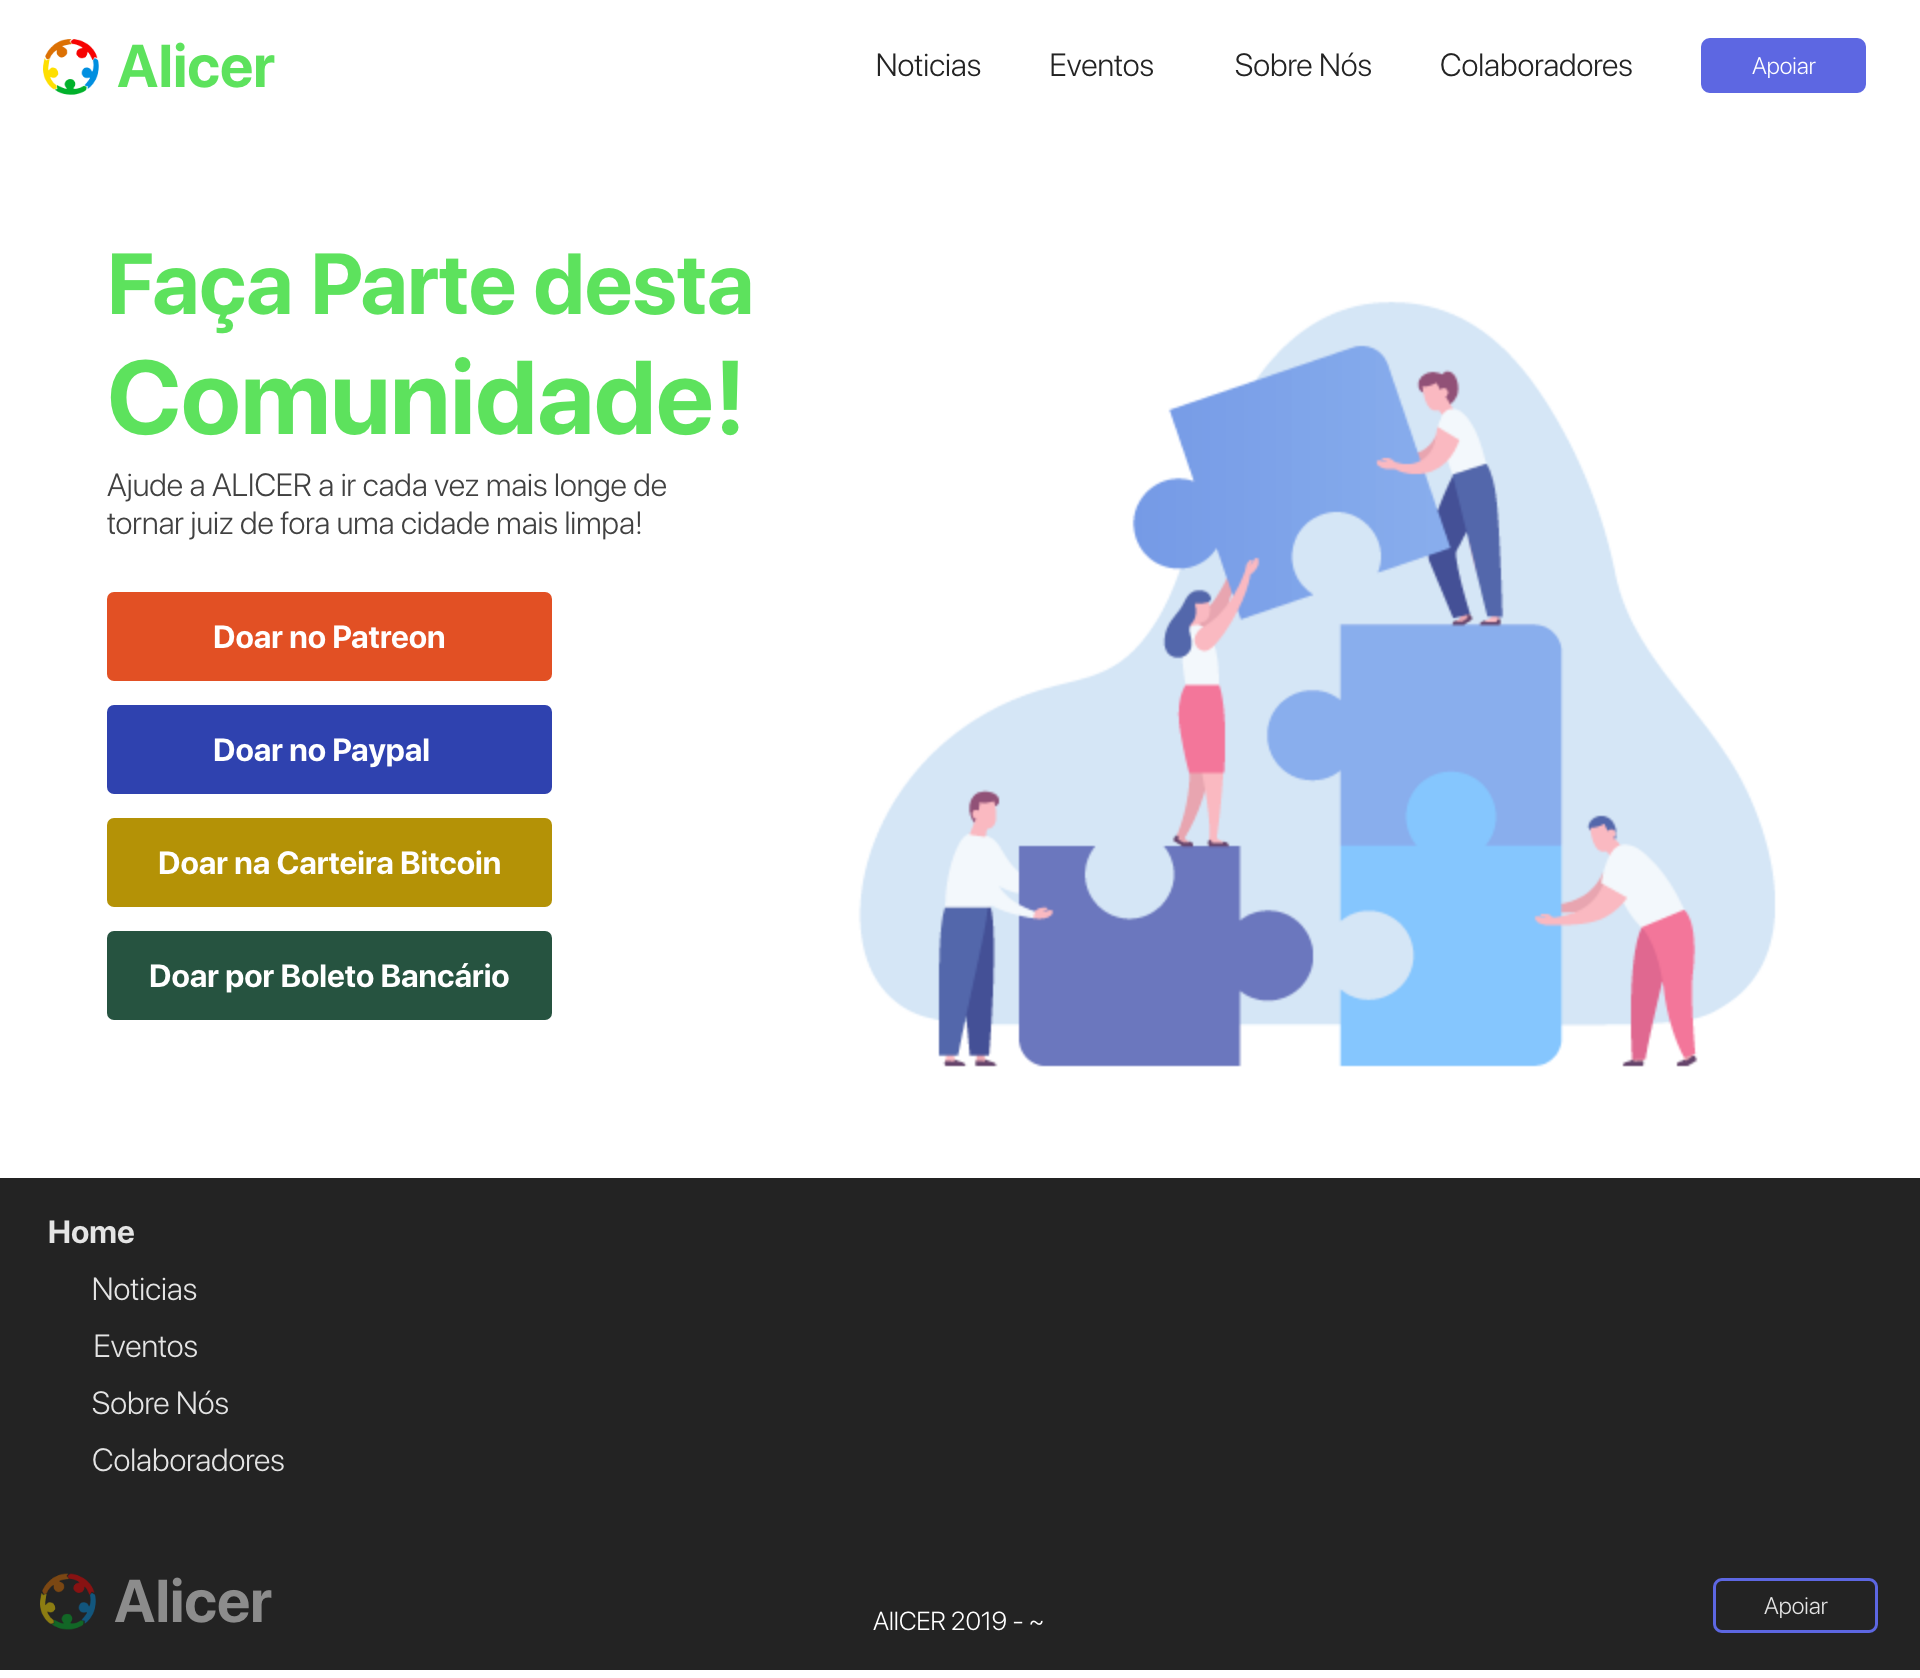 Alicer
Noticias
Eventos
Sobre Nós
Colaboradores
Apoiar
Faça Parte desta
Comunidade!
Ajude a ALICER a ir cada vez mais longe de
tornar juiz de fora uma cidade mais limpa!
Doar no Patreon
Doar no Paypal
Doar na Carteira Bitcoin
Doar por Boleto Bancário
Home
Noticias
Eventos
Sobre Nós
Colaboradores
Alicer
AlICER 2019 - ~
Apoiar